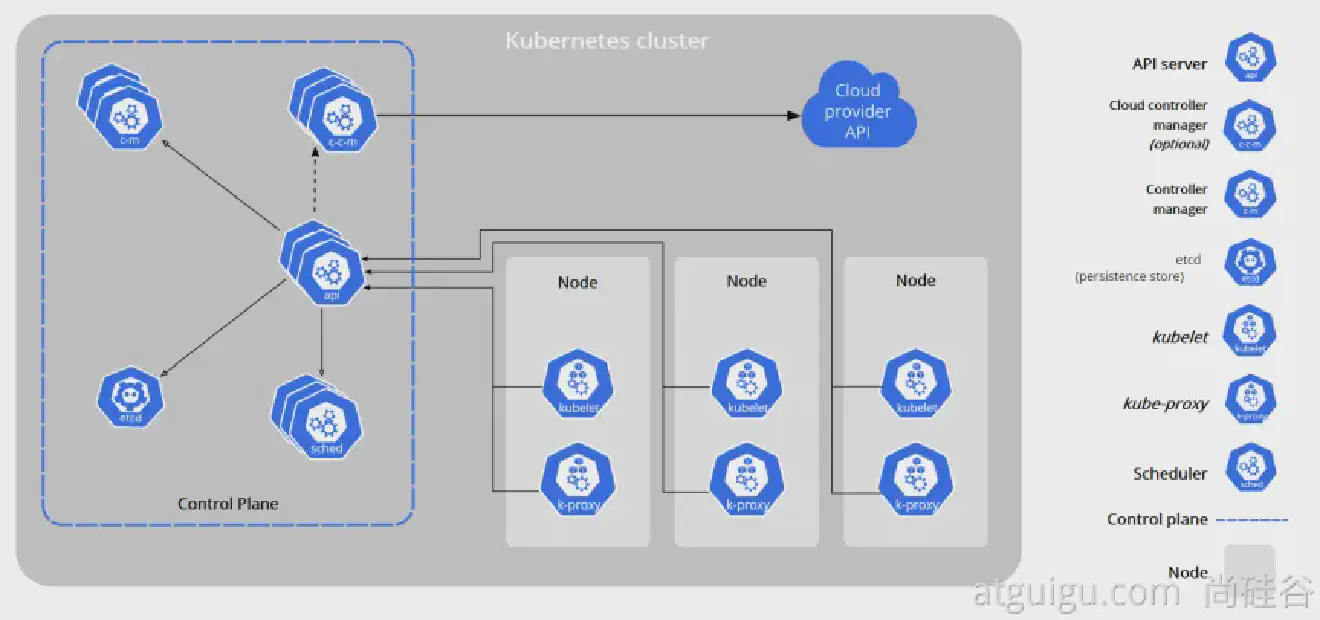 Kubernetes cluster
c-m
c-c-m
Cloud
provider
API
api
etcd
sched
Control Plane
Node
kubelet
k-proxy
Node
kubelet
k-proxy
Node
kubelet
k-proxy
API server
api
Cloud controller
manager
(optional)
c-c-m
Controller
manager
c-m
etcd
(persistence store)
etcd
kubelet
kubelet
kube-proxy
k-proxy
Scheduler
sched
Control plane
Node
atguigu.com 尚硅谷